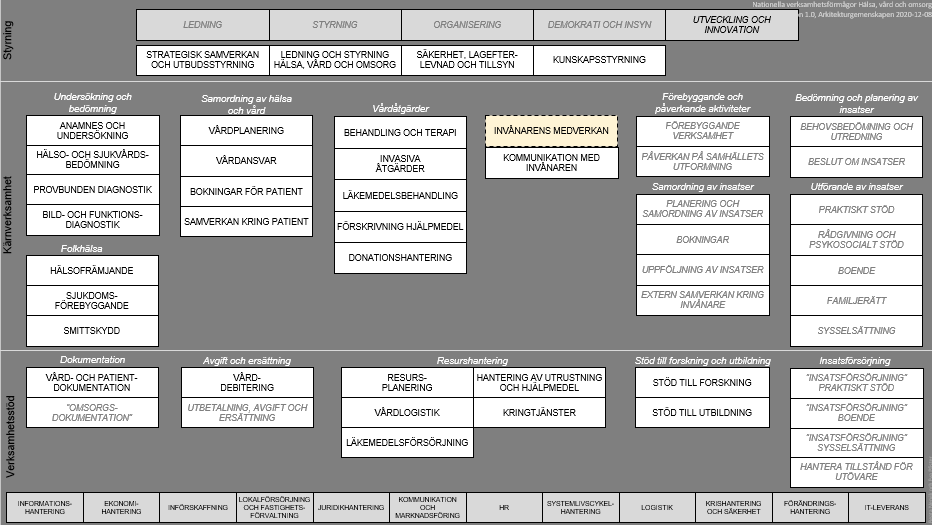 Nationella verksamhetsförmågor Hälsa, vård och omsorg
on 1.0, Arkitekturgemenskapen 2020-12-08
Styrning
LEDNING
STYRNING
ORGANISERING
DEMOKRATI OCH INSYN
UTVECKLING OCH
INNOVATION
STRATEGISK SAMVERKAN
OCH UTBUDSSTYRNING
LEDNING OCH STYRNING
HÄLSA, VÅRD OCH OMSORG
SÄKERHET, LAGEFTER-
LEVNAD OCH TILLSYN
KUNSKAPSSTYRNING
Kärnverksamhet
Undersökning och
bedömning
ANAMNES OCH
UNDERSÖKNING
HÄLSO- OCH SJUKVÅRDS-
BEDÖMNING
PROVBUNDEN DIAGNOSTIK
BILD- OCH FUNKTIONS-
DIAGNOSTIK
Folkhälsa
HÄLSOFRÄMJANDE
SJUKDOMS-
FÖREBYGGANDE
SMITTSKYDD
Samordning av hälsa
och vård
VÅRDPLANERING
VÅRDANSVAR
BOKNINGAR FÖR PATIENT
SAMVERKAN KRING PATIENT
Vårdåtgärder
BEHANDLING OCH TERAPI
INVASIVA
ÅTGÄRDER
LÄKEMEDELSBEHANDLING
FÖRSKRIVNING HJÄLPMEDEL
DONATIONSHANTERING
INVÅNARENS MEDVERKAN
KOMMUNIKATION MED
INVÅNAREN
Förebyggande och
påverkande aktiviteter
FÖREBYGGANDE
VERKSAMHET
PÅVERKAN PÅ SAMHÄLLETS
UTFORMNING
Samordning av insatser
PLANERING OCH
SAMORDNING AV INSATSER
BOKNINGAR
UPPFÖLJNING AV INSATSER
EXTERN SAMVERKAN KRING
INVÅNARE
Bedömning och planering av
insatser
BEHOVSBEDÖMNING OCH
UTREDNING
BESLUT OM INSATSER
Utförande av insatser
PRAKTISKT STÖD
RÅDGIVNING OCH
PSYKOSOCIALT STÖD
BOENDE
FAMILJERÄTT
SYSSELSÄTTNING
Verksamhetsstöd
Dokumentation
VÅRD- OCH PATIENT-
DOKUMENTATION
"OMSORGS-
DOKUMENTATION"
Avgift och ersättning
VÅRD-
DEBITERING
UTBETALNING, AVGIFT OCH
ERSÄTTNING
Resurshantering
RESURS-
PLANERING
HANTERING AV UTRUSTNING
OCH HJÄLPMEDEL
VÅRDLOGISTIK
KRINGTJÄNSTER
LÄKEMEDELSFÖRSÖRJNING
Stöd till forskning och utbildning
STÖD TILL FORSKNING
STÖD TILL UTBILDNING
Insatsförsörjning
"INSATSFÖRSÖRJNING"
PRAKTISKT STÖD
"INSATSFÖRSÖRJNING"
BOENDE
"INSATSFÖRSÖRJNING"
SYSSELSÄTTNING
HANTERA TILLSTÅND FÖR
UTÖVARE
INFORMATIONS-
HANTERING
EKONOMI-
HANTERING
INFÖRSKAFFNING
LOKALFÖRSÖRJNING
OCH FASTIGHETS-
FÖRVALTNING
JURIDIKHANTERING
KOMMUNIKATION
OCH
MARKNADSFÖRING
HR
SYSTEMLIVSCYKEL-
HANTERING
LOGISTIK
KRISHANTERING
OCH SÄKERHET
FÖRÄNDRINGS-
HANTERING
IT-LEVERANS